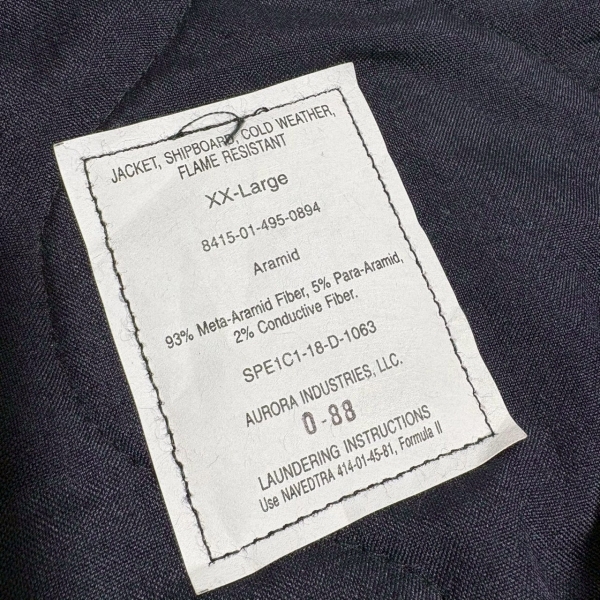 JACKET, SHIPBOARD, COLD WEATHER,
FLAME RESISTANT
XX-Large
8415-01-495-0894
Aramid
93% Meta-Aramid Fiber, 5% Para-Aramid,
2% Conductive Fiber.
SPE1C1-18-D-1063
AURORA INDUSTRIES, LLC.
0-88
LAUNDERING INSTRUCTIONS
Use NAVEDTRA 414-01-45-81, Formula II